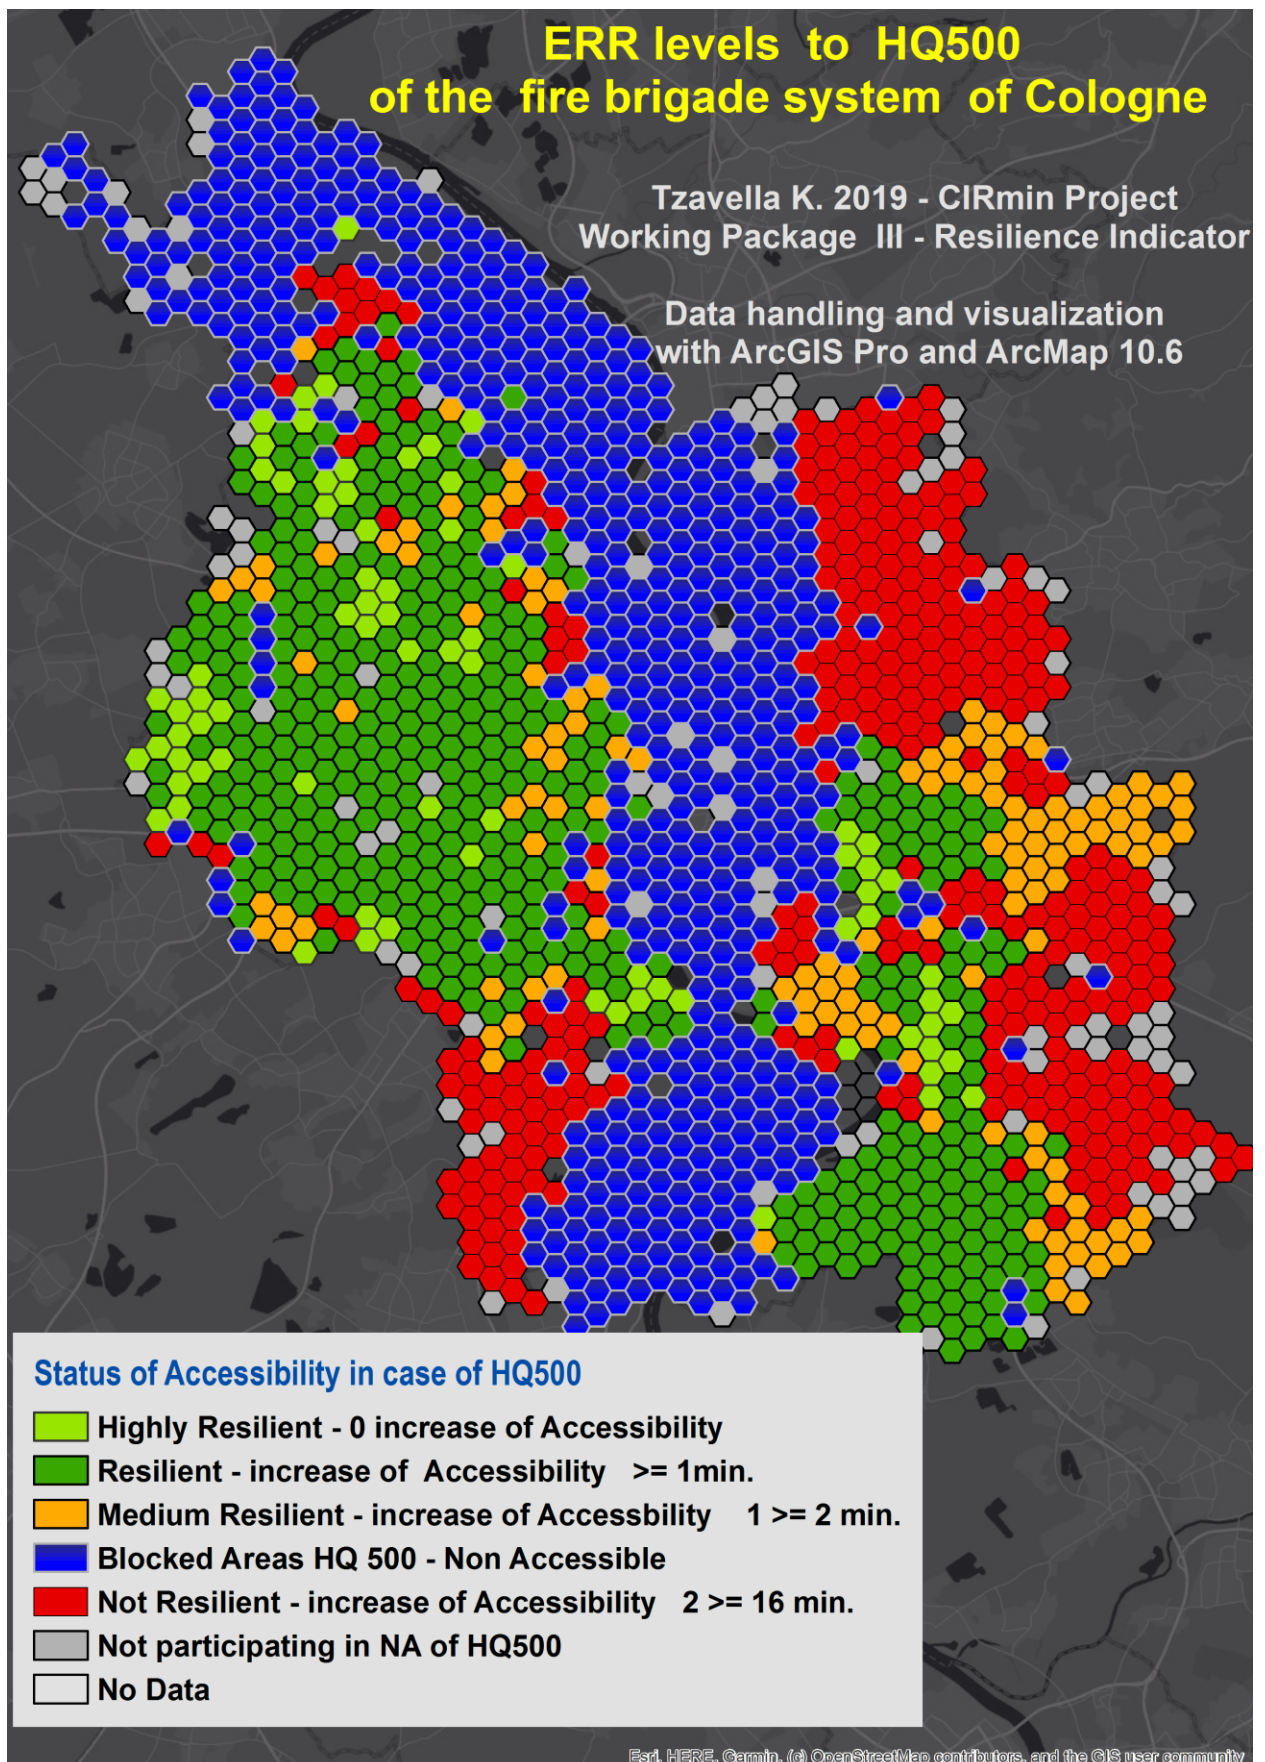 ERR levels to HQ500
of the fire brigade system of Cologne
Tzavella K. 2019 - CIRmin Project
Working Package III - Resilience Indicator
Data handling and visualization
with ArcGIS Pro and ArcMap 10.6
Status of Accessibility in case of HQ500
Highly Resilient - 0 increase of Accessibility
Resilient - increase of Accessibility >= 1min.
Medium Resilient - increase of Accessbility 1 >= 2 min.
Blocked Areas HQ 500 - Non Accessible
Not Resilient - increase of Accessibility 2 >= 16 min.
Not participating in NA of HQ500
No Data
Esri, HERE, Garmin, (c) OpenStreetMap contributors, and the GIS user community